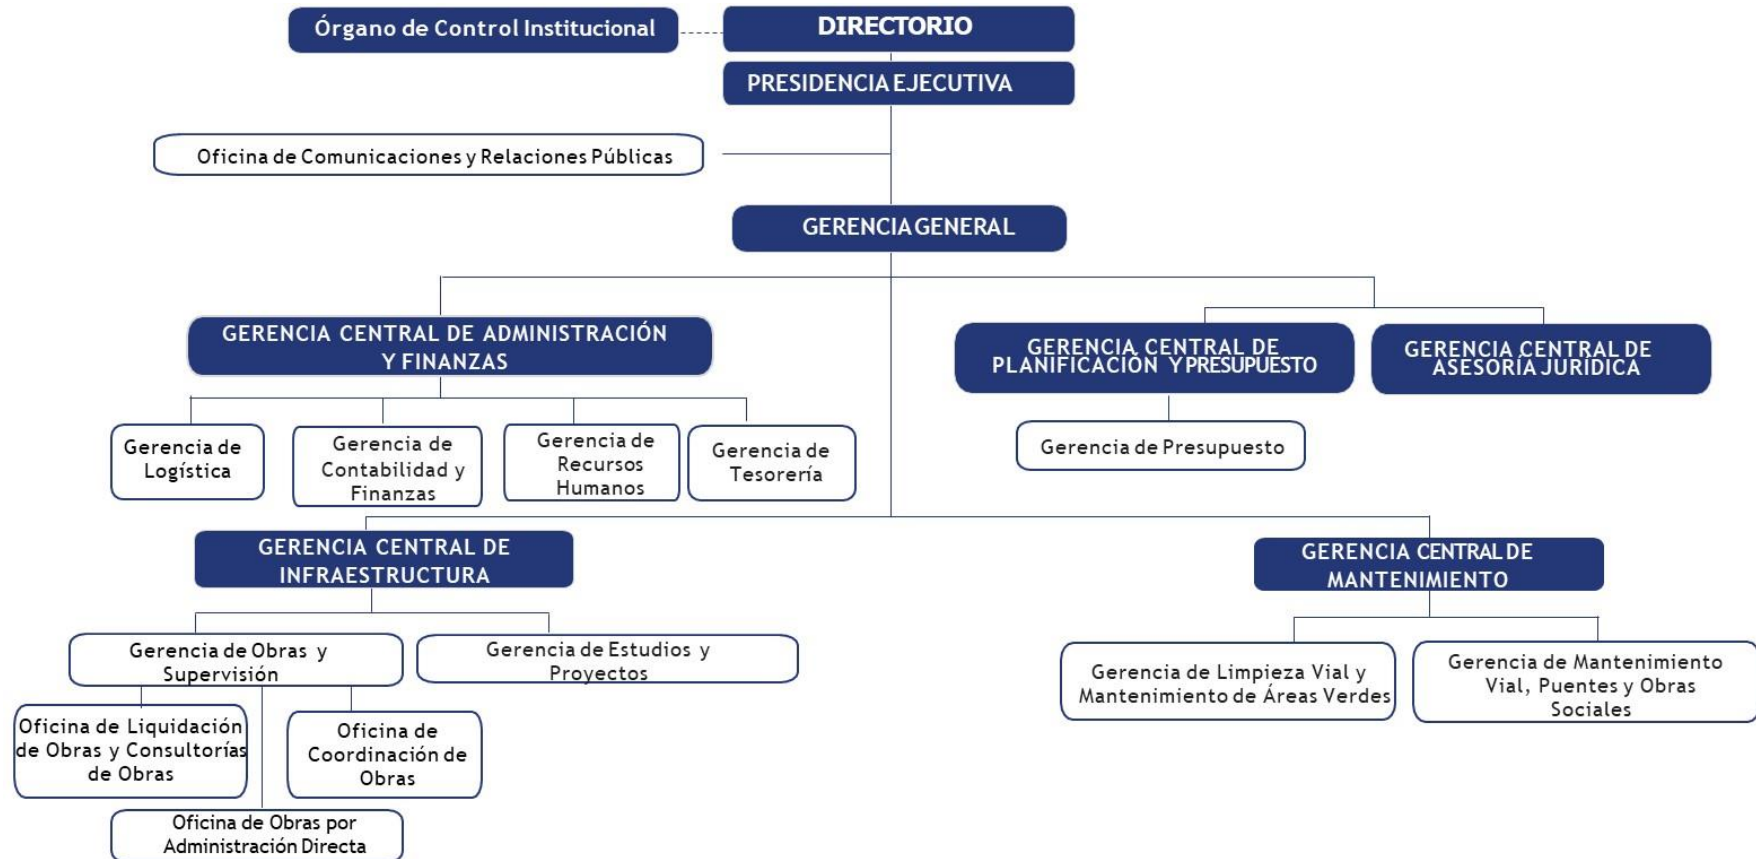 Órgano de Control Institucional
DIRECTORIO
PRESIDENCIA EJECUTIVA
Oficina de Comunicaciones y Relaciones Públicas
GERENCIA GENERAL
GERENCIA CENTRAL DE ADMINISTRACIÓN
Y FINANZAS
GERENCIA CENTRAL DE
PLANIFICACIÓN Y PRESUPUESTO
GERENCIA CENTRAL DE
ASESORÍA JURÍDICA
Gerencia de
Logística
Gerencia de
Contabilidad y
Finanzas
Gerencia de
Recursos
Humanos
Gerencia de
Tesorería
Gerencia de Presupuesto
GERENCIA CENTRAL DE
INFRAESTRUCTURA
GERENCIA CENTRAL DE
MANTENIMIENTO
Gerencia de Obras y
Supervisión
Gerencia de Estudios y
Proyectos
Gerencia de Limpieza Vial y
Mantenimiento de Áreas Verdes
Gerencia de Mantenimiento
Vial, Puentes y Obras
Sociales
Oficina de Liquidación
de Obras y Consultorías
de Obras
Oficina de
Coordinación de
Obras
Oficina de Obras por
Administración Directa